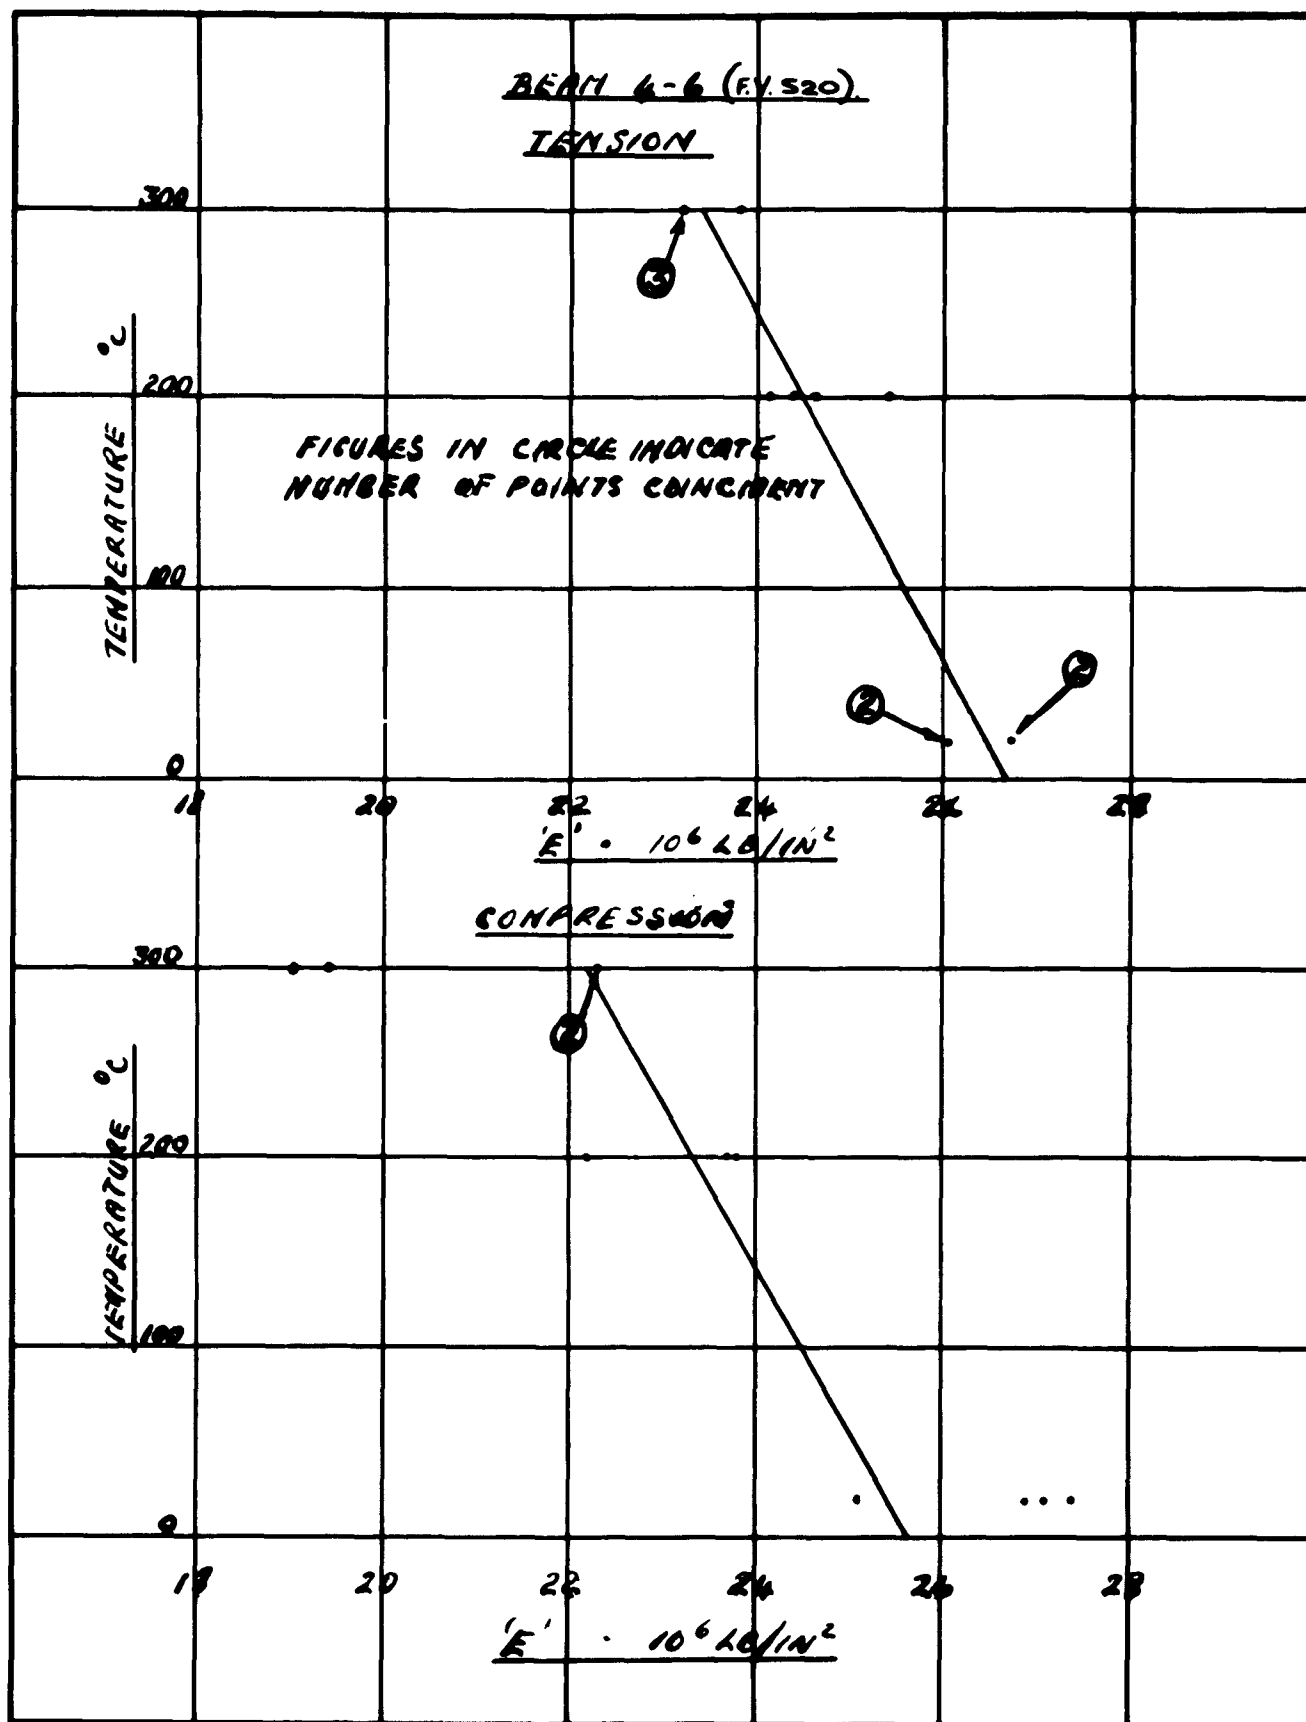 BEAM 6-6 (F.V. 520).
TENSION
300
3
TEMPERATURE °C
200
FIGURES IN CIRCLE INDICATE
NUMBER OF POINTS COINCIDENT
100
2
2
0
18 20 22 24 26 28
'E' · 10⁶ LB/IN²
COMPRESSION
300
2
TEMPERATURE °C
200
100
0
18 20 22 24 26 28
'E' · 10⁶ LB/IN²